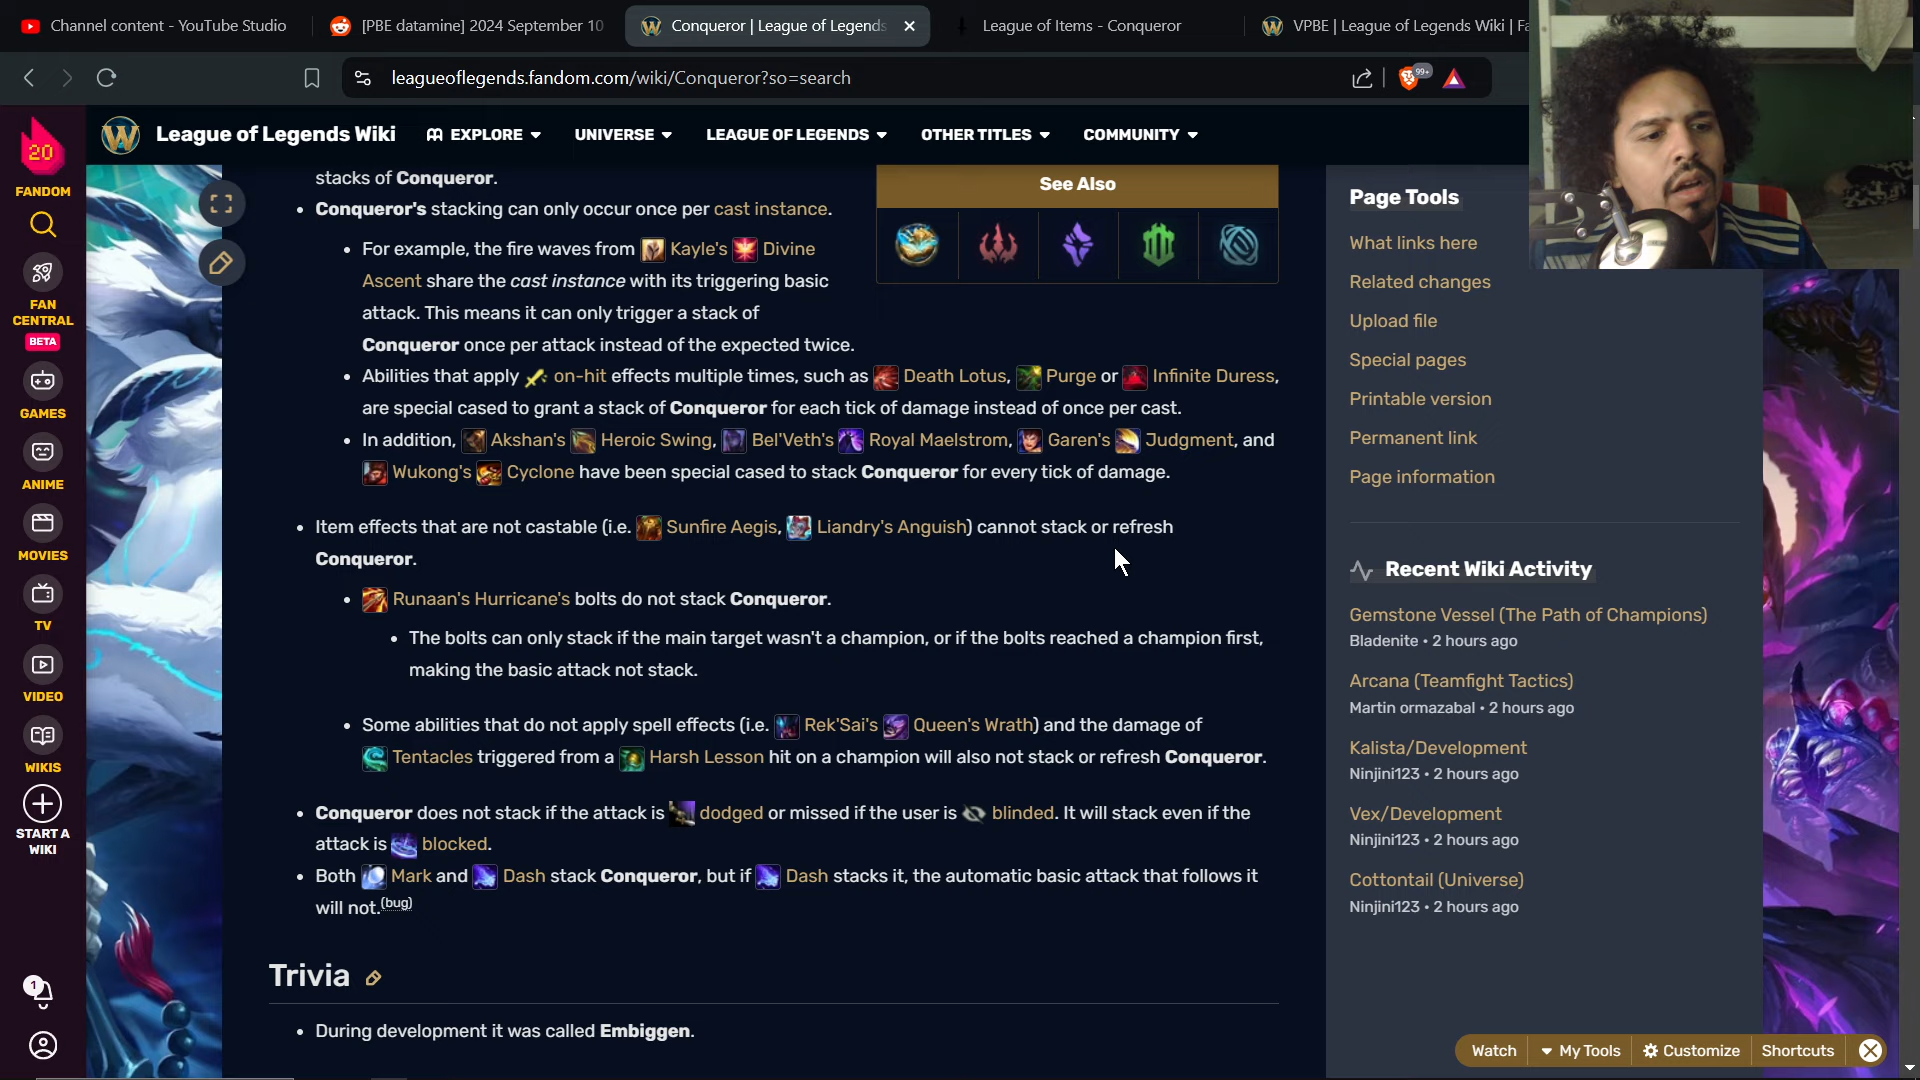 Channel content - YouTube Studio
[PBE datamine] 2024 September 10
Conqueror | League of Legends
League of Items - Conqueror
VPBE | League of Legends Wiki | Fa
leagueoflegends.fandom.com/wiki/Conqueror?so=search
99+
20
FANDOM
FAN
CENTRAL
BETA
GAMES
ANIME
MOVIES
TV
VIDEO
WIKIS
START A
WIKI
1
W
League of Legends Wiki
EXPLORE
UNIVERSE
LEAGUE OF LEGENDS
OTHER TITLES
COMMUNITY
stacks of Conqueror.
• Conqueror's stacking can only occur once per cast instance.
• For example, the fire waves from Kayle's Divine
Ascent share the cast instance with its triggering basic
attack. This means it can only trigger a stack of
Conqueror once per attack instead of the expected twice.
• Abilities that apply on-hit effects multiple times, such as Death Lotus, Purge or Infinite Duress,
are special cased to grant a stack of Conqueror for each tick of damage instead of once per cast.
• In addition, Akshan's Heroic Swing, Bel'Veth's Royal Maelstrom, Garen's Judgment, and
Wukong's Cyclone have been special cased to stack Conqueror for every tick of damage.
• Item effects that are not castable (i.e. Sunfire Aegis, Liandry's Anguish) cannot stack or refresh
Conqueror.
• Runaan's Hurricane's bolts do not stack Conqueror.
• The bolts can only stack if the main target wasn't a champion, or if the bolts reached a champion first,
making the basic attack not stack.
• Some abilities that do not apply spell effects (i.e. Rek'Sai's Queen's Wrath) and the damage of
Tentacles triggered from a Harsh Lesson hit on a champion will also not stack or refresh Conqueror.
• Conqueror does not stack if the attack is dodged or missed if the user is blinded. It will stack even if the
attack is blocked.
• Both Mark and Dash stack Conqueror, but if Dash stacks it, the automatic basic attack that follows it
will not.(bug)
Trivia
• During development it was called Embiggen.
See Also
Page Tools
What links here
Related changes
Upload file
Special pages
Printable version
Permanent link
Page information
Recent Wiki Activity
Gemstone Vessel (The Path of Champions)
Bladenite • 2 hours ago
Arcana (Teamfight Tactics)
Martin ormazabal • 2 hours ago
Kalista/Development
Ninjini123 • 2 hours ago
Vex/Development
Ninjini123 • 2 hours ago
Cottontail (Universe)
Ninjini123 • 2 hours ago
Watch
My Tools
Customize
Shortcuts